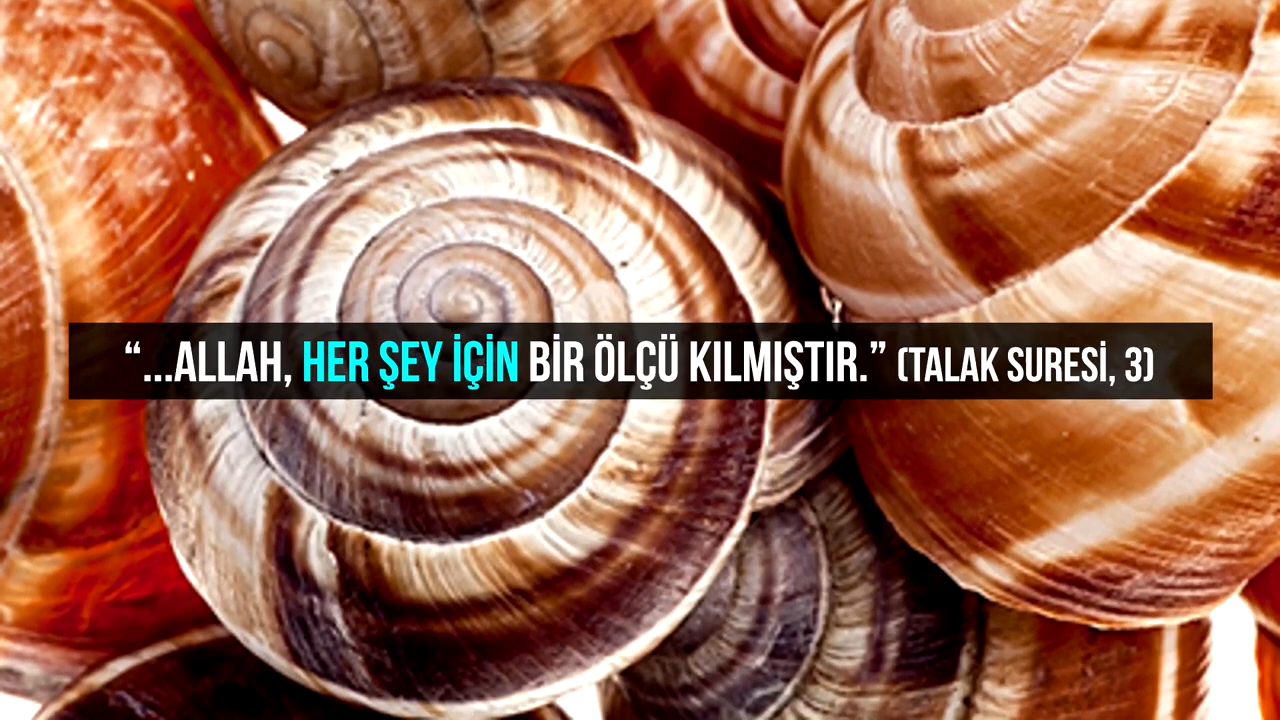 “...ALLAH, HER ŞEY İÇİN BİR ÖLÇÜ KILMIŞTIR.” (TALAK SURESİ, 3)